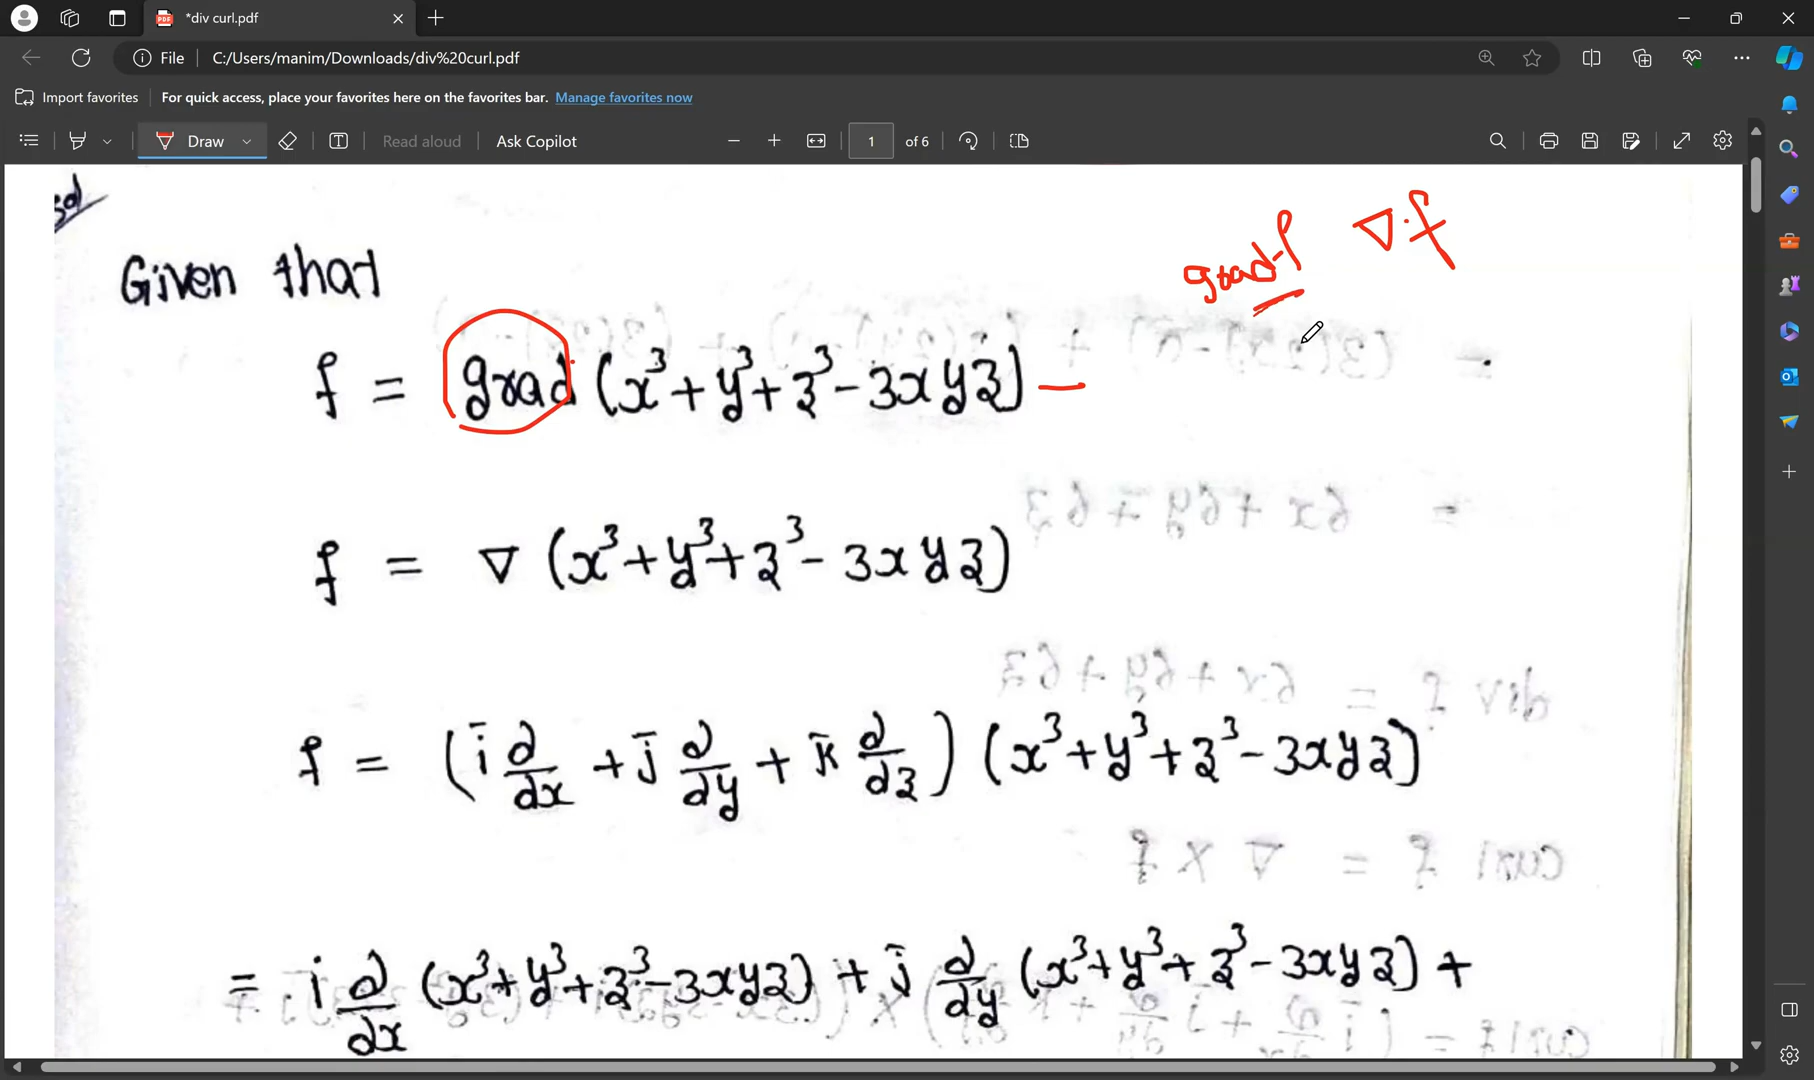 *div curl.pdf
File C:/Users/manim/Downloads/div%20curl.pdf
Import favorites For quick access, place your favorites here on the favorites bar. Manage favorites now
Draw Read aloud Ask Copilot 1 of 6
grad f ∇·f
Given that
f = grad (x³+y³+z³-3xyz) —
f = ∇ (x³+y³+z³-3xyz)
f = (i̅ ∂/∂x + j̅ ∂/∂y + k̅ ∂/∂z) (x³+y³+z³-3xyz)
= i ∂/∂x (x³+y³+z³-3xyz) + j̅ ∂/∂y (x³+y³+z³-3xyz) +